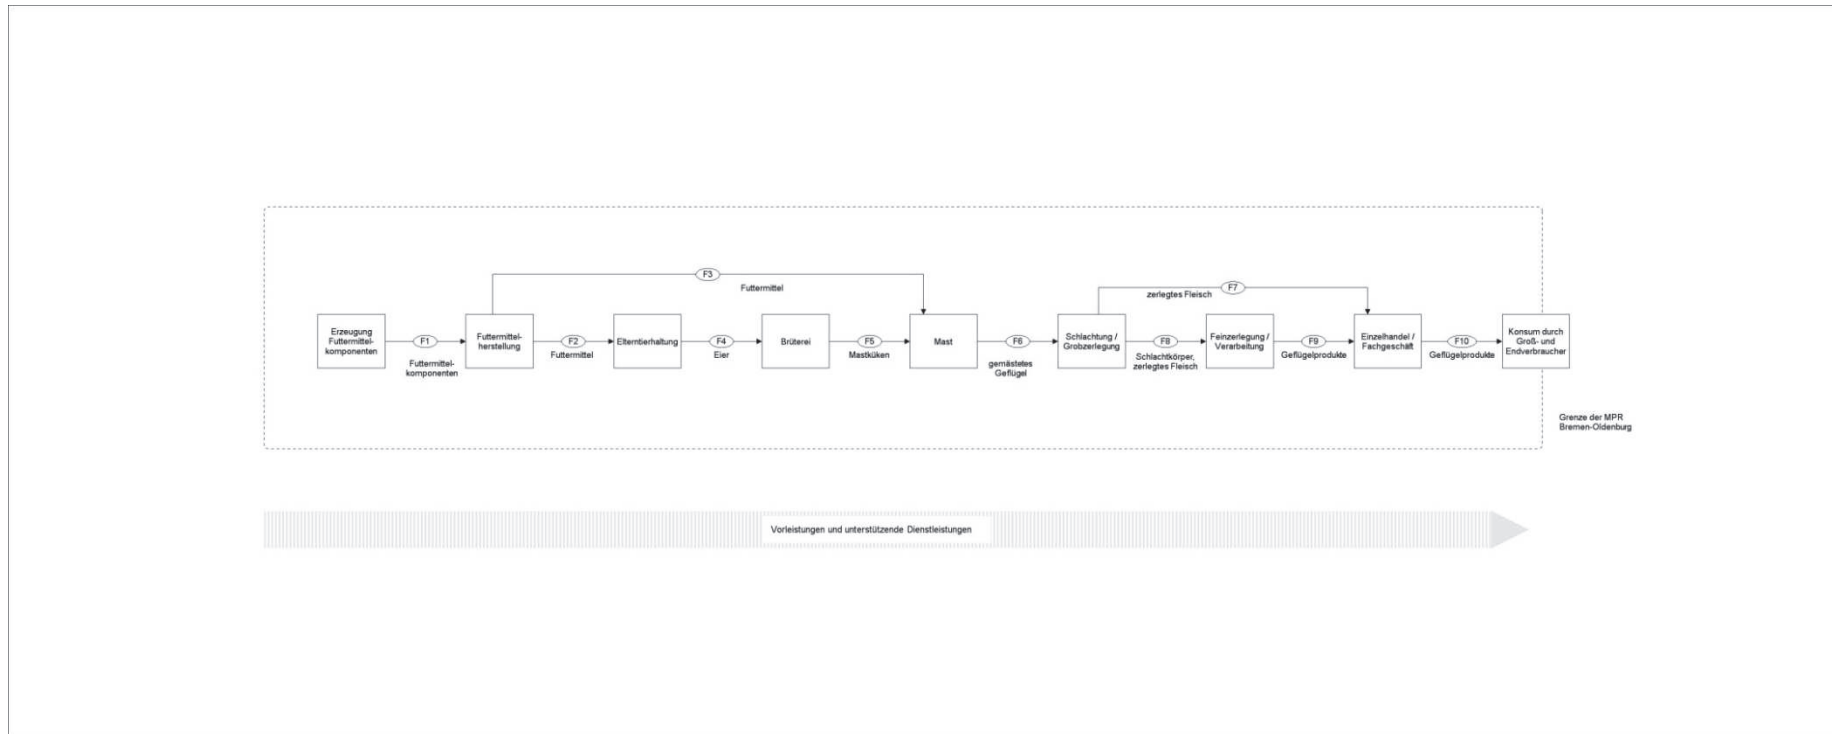 F3
Futtermittel
F7
zerlegtes Fleisch
Erzeugung
Futtermittel-
komponenten
F1
Futtermittel-
komponenten
Futtermittel-
herstellung
F2
Futtermittel
Elterntierhaltung
F4
Eier
Brüterei
F5
Mastküken
Mast
F6
gemästetes
Geflügel
Schlachtung /
Grobzerlegung
F8
Schlachtkörper,
zerlegtes Fleisch
Feinzerlegung /
Verarbeitung
F9
Geflügelprodukte
Einzelhandel /
Fachgeschäft
F10
Geflügelprodukte
Konsum durch
Groß- und
Endverbraucher
Grenze der MPR
Bremen-Oldenburg
Vorleistungen und unterstützende Dienstleistungen